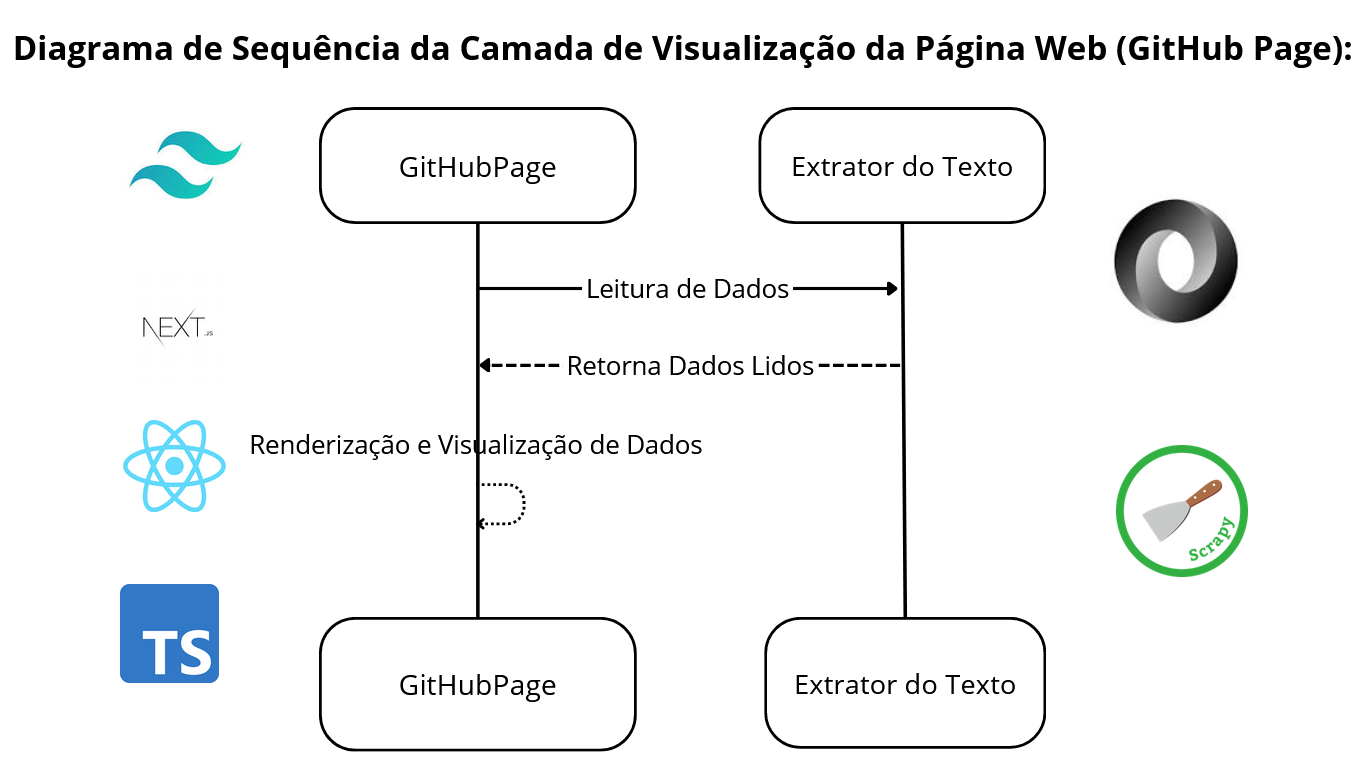 Diagrama de Sequência da Camada de Visualização da Página Web (GitHub Page):
GitHubPage
Extrator do Texto
Leitura de Dados
NEXT.JS
Retorna Dados Lidos
Renderização e Visualização de Dados
Scrapy
TS
GitHubPage
Extrator do Texto